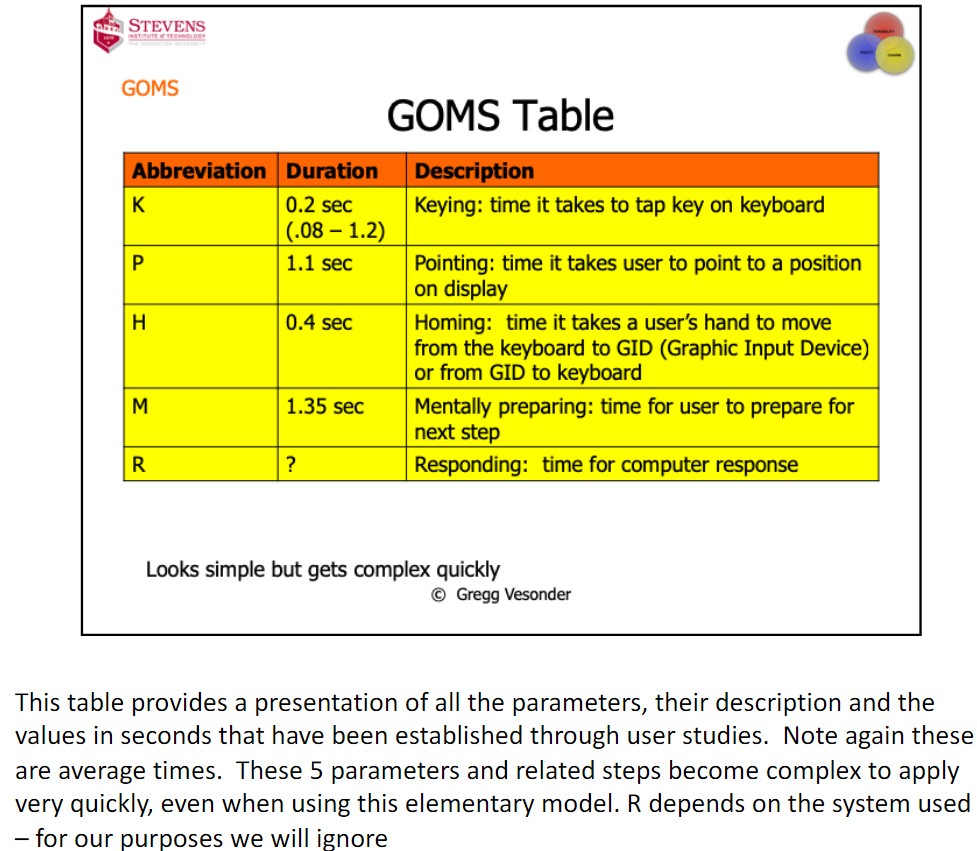 STEVENS
INSTITUTE of TECHNOLOGY
THE INNOVATION UNIVERSITY
GOMS
GOMS Table
Abbreviation Duration Description
K 0.2 sec Keying: time it takes to tap key on keyboard
(.08 – 1.2)
P 1.1 sec Pointing: time it takes user to point to a position
on display
H 0.4 sec Homing: time it takes a user’s hand to move
from the keyboard to GID (Graphic Input Device)
or from GID to keyboard
M 1.35 sec Mentally preparing: time for user to prepare for
next step
R ? Responding: time for computer response
Looks simple but gets complex quickly
© Gregg Vesonder
This table provides a presentation of all the parameters, their description and the
values in seconds that have been established through user studies. Note again these
are average times. These 5 parameters and related steps become complex to apply
very quickly, even when using this elementary model. R depends on the system used
– for our purposes we will ignore